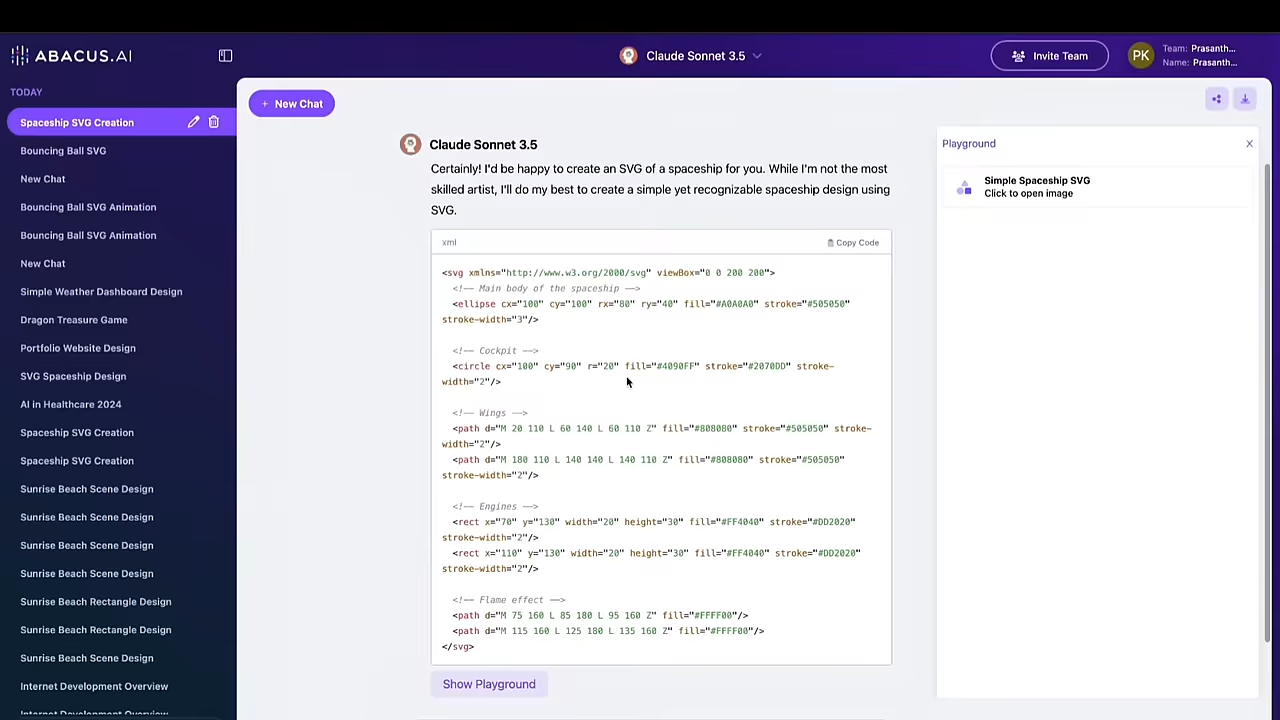 ABACUS.AI
Claude Sonnet 3.5
Invite Team
PK
Team: Prasanth...
Name: Prasanth...
TODAY
Spaceship SVG Creation
Bouncing Ball SVG
New Chat
Bouncing Ball SVG Animation
Bouncing Ball SVG Animation
New Chat
Simple Weather Dashboard Design
Dragon Treasure Game
Portfolio Website Design
SVG Spaceship Design
AI in Healthcare 2024
Spaceship SVG Creation
Spaceship SVG Creation
Sunrise Beach Scene Design
Sunrise Beach Scene Design
Sunrise Beach Scene Design
Sunrise Beach Scene Design
Sunrise Beach Rectangle Design
Sunrise Beach Rectangle Design
Sunrise Beach Scene Design
Internet Development Overview
Internet Development Overview
+ New Chat
Claude Sonnet 3.5
Certainly! I'd be happy to create an SVG of a spaceship for you. While I'm not the most
skilled artist, I'll do my best to create a simple yet recognizable spaceship design using
SVG.
xml
Copy Code
<svg xmlns="http://www.w3.org/2000/svg" viewBox="0 0 200 200">
<!-- Main body of the spaceship -->
<ellipse cx="100" cy="100" rx="80" ry="40" fill="#A0A0A0" stroke="#505050"
stroke-width="3"/>
<!-- Cockpit -->
<circle cx="100" cy="90" r="20" fill="#4090FF" stroke="#2070DD" stroke-
width="2"/>
<!-- Wings -->
<path d="M 20 110 L 60 140 L 60 110 Z" fill="#808080" stroke="#505050" stroke-
width="2"/>
<path d="M 180 110 L 140 140 L 140 110 Z" fill="#808080" stroke="#505050"
stroke-width="2"/>
<!-- Engines -->
<rect x="70" y="130" width="20" height="30" fill="#FF4040" stroke="#DD2020"
stroke-width="2"/>
<rect x="110" y="130" width="20" height="30" fill="#FF4040" stroke="#DD2020"
stroke-width="2"/>
<!-- Flame effect -->
<path d="M 75 160 L 85 180 L 95 160 Z" fill="#FFFF00"/>
<path d="M 115 160 L 125 180 L 135 160 Z" fill="#FFFF00"/>
</svg>
Show Playground
Playground
Simple Spaceship SVG
Click to open image